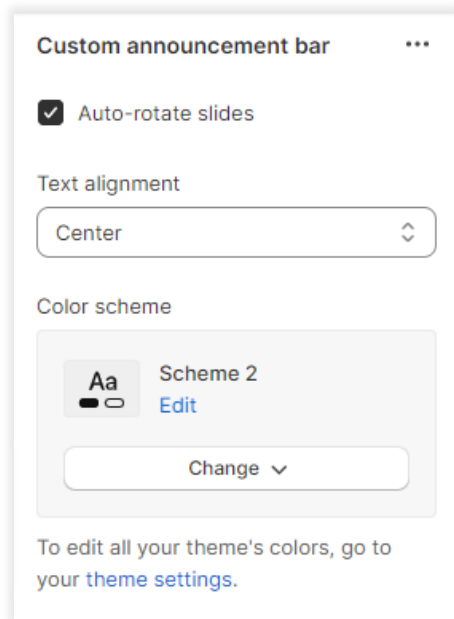 Custom announcement bar
Auto-rotate slides
Text alignment
Center
Color scheme
Aa
Scheme 2
Edit
Change
To edit all your theme's colors, go to
your theme settings.